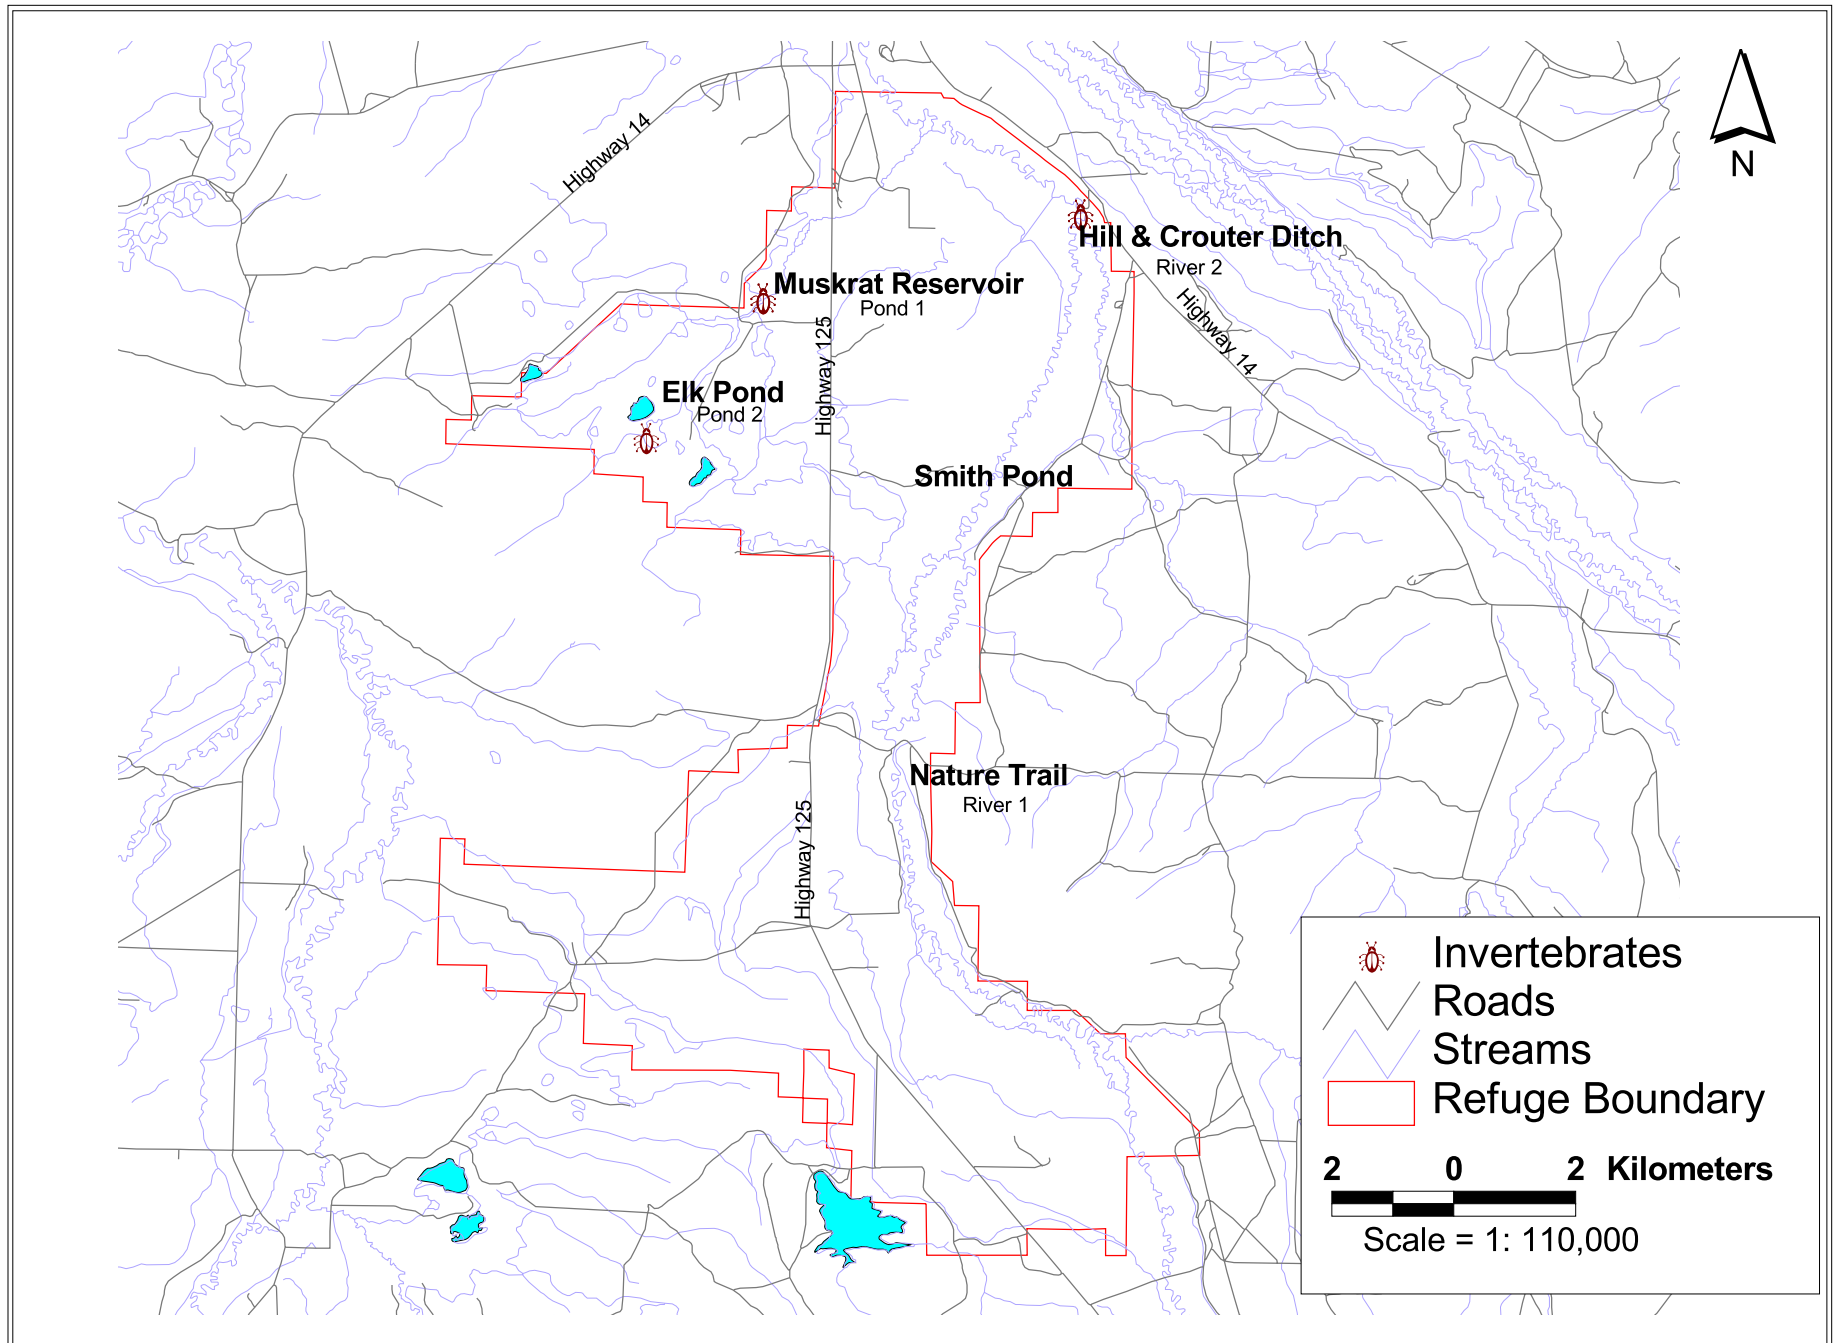 N
Highway 14
Hill & Crouter Ditch
River 2
Muskrat Reservoir
Pond 1
Highway 14
Highway 125
Elk Pond
Pond 2
Smith Pond
Nature Trail
River 1
Highway 125
Invertebrates
Roads
Streams
Refuge Boundary
2 0 2 Kilometers
Scale = 1: 110,000